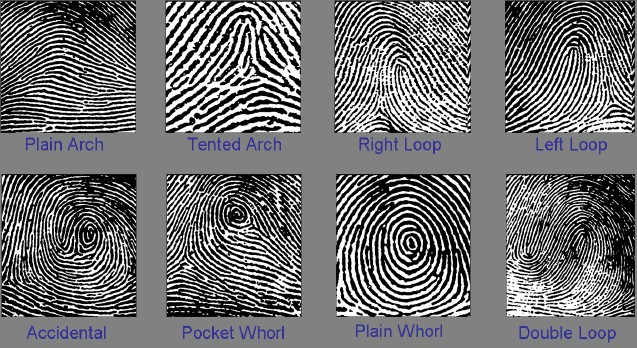 Plain Arch
Tented Arch
Right Loop
Left Loop
Accidental
Pocket Whorl
Plain Whorl
Double Loop